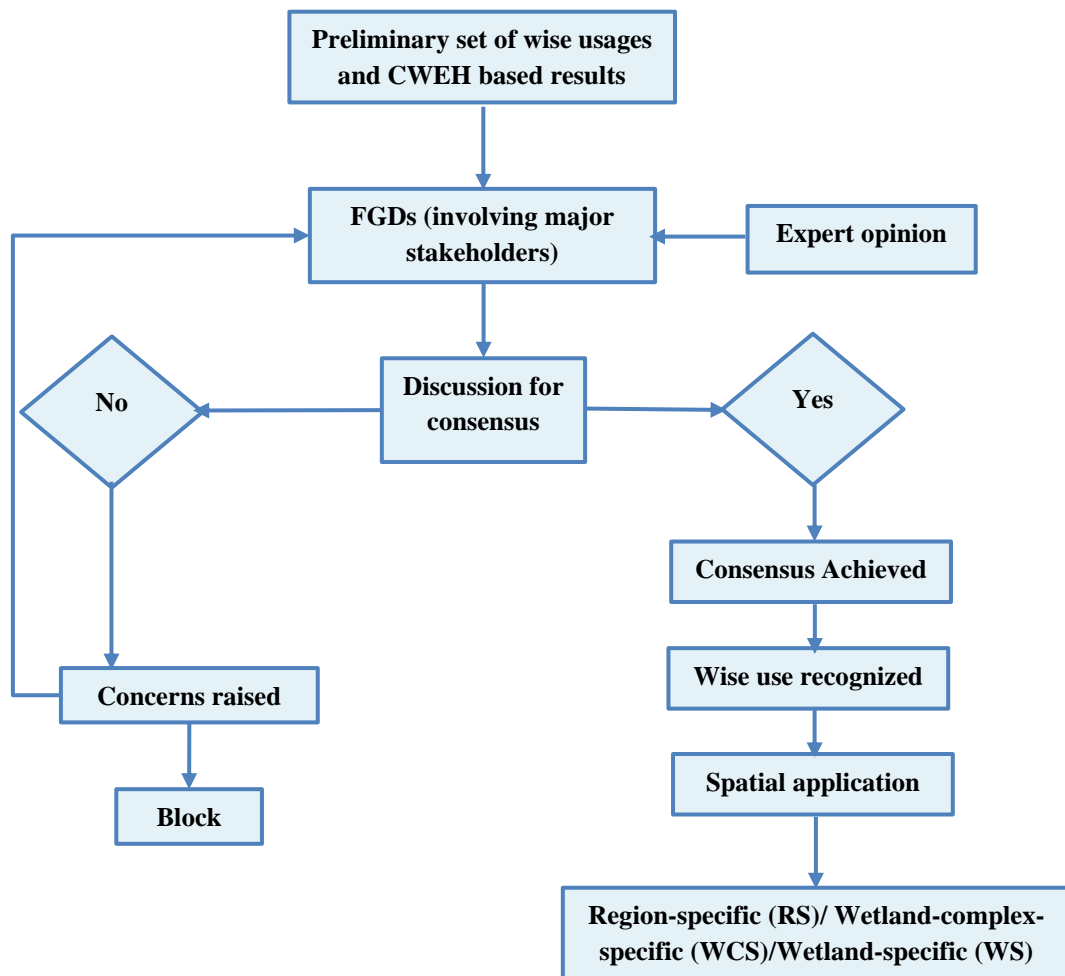 Preliminary set of wise usages
and CWEH based results
FGDs (involving major
stakeholders)
Expert opinion
No
Discussion for
consensus
Yes
Consensus Achieved
Concerns raised
Wise use recognized
Block
Spatial application
Region-specific (RS)/ Wetland-complex-
specific (WCS)/Wetland-specific (WS)